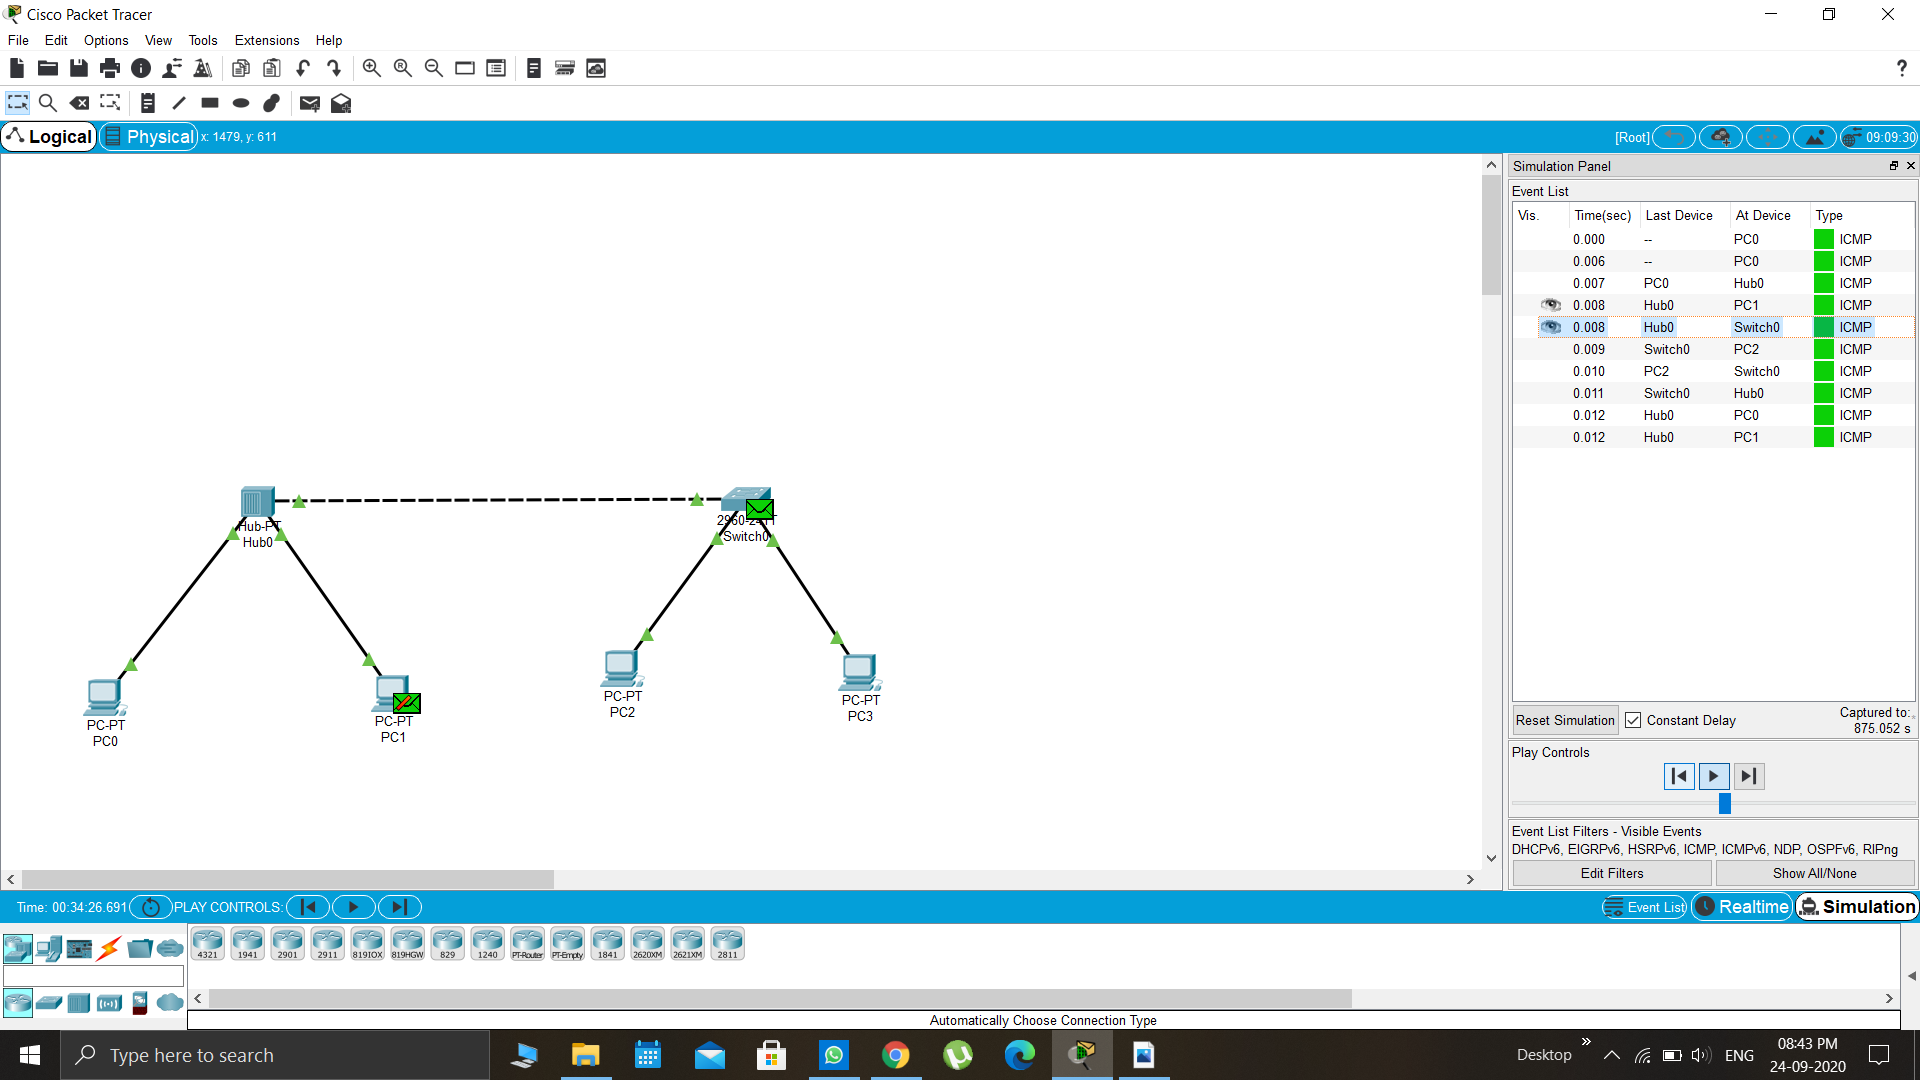 Cisco Packet Tracer
File Edit Options View Tools Extensions Help
Logical Physical x: 1479, y: 611 [Root] 09:09:30
Simulation Panel
Event List
Vis. Time(sec) Last Device At Device Type
0.000 -- PC0 ICMP
0.006 -- PC0 ICMP
0.007 PC0 Hub0 ICMP
0.008 Hub0 PC1 ICMP
0.008 Hub0 Switch0 ICMP
0.009 Switch0 PC2 ICMP
0.010 PC2 Switch0 ICMP
0.011 Switch0 Hub0 ICMP
0.012 Hub0 PC0 ICMP
0.012 Hub0 PC1 ICMP
Hub-PT
Hub0
Switch0
PC-PT
PC0
PC-PT
PC1
PC-PT
PC2
PC-PT
PC3
Reset Simulation Constant Delay Captured to:
875.052 s
Play Controls
Event List Filters - Visible Events
DHCPv6, EIGRPv6, HSRPv6, ICMP, ICMPv6, NDP, OSPFv6, RIPng
Edit Filters Show All/None
Time: 00:34:26.691 PLAY CONTROLS: Event List Realtime Simulation
4321 1941 2901 2911 819IOX 819HGW 829 1240 PT-Router PT-Empty 1841 2620XM 2621XM 2811
Automatically Choose Connection Type
Type here to search
Desktop ENG 08:43 PM
24-09-2020